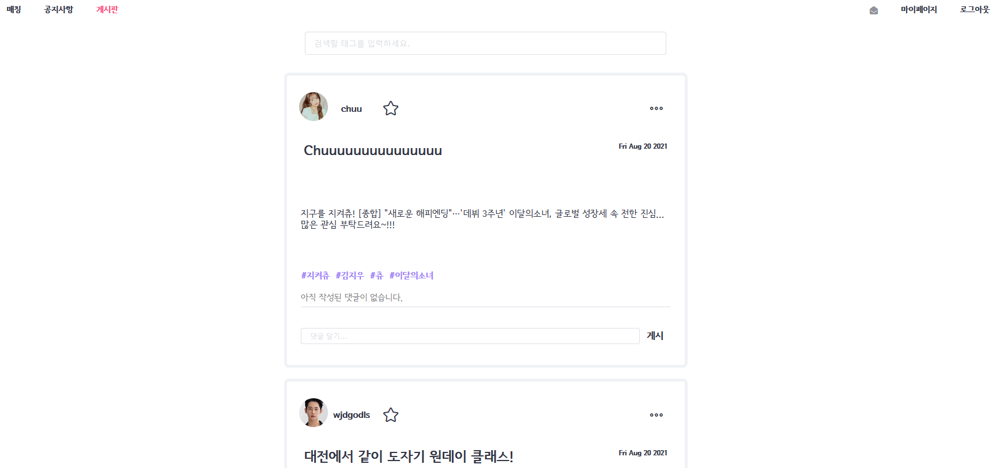 매칭 공지사항 게시판 마이페이지 로그아웃
검색할 태그를 입력하세요.
chuu
Chuuuuuuuuuuuuuuu
Fri Aug 20 2021
지구를 지켜츄! [종합] "새로운 해피엔딩"…'데뷔 3주년' 이달의소녀, 글로벌 성장세 속 전한 진심...
많은 관심 부탁드려요~!!!
#지켜츄 #김지우 #츄 #이달의소녀
아직 작성된 댓글이 없습니다.
댓글 달기...
게시
wjdgodls
대전에서 같이 도자기 원데이 클래스!
Fri Aug 20 2021